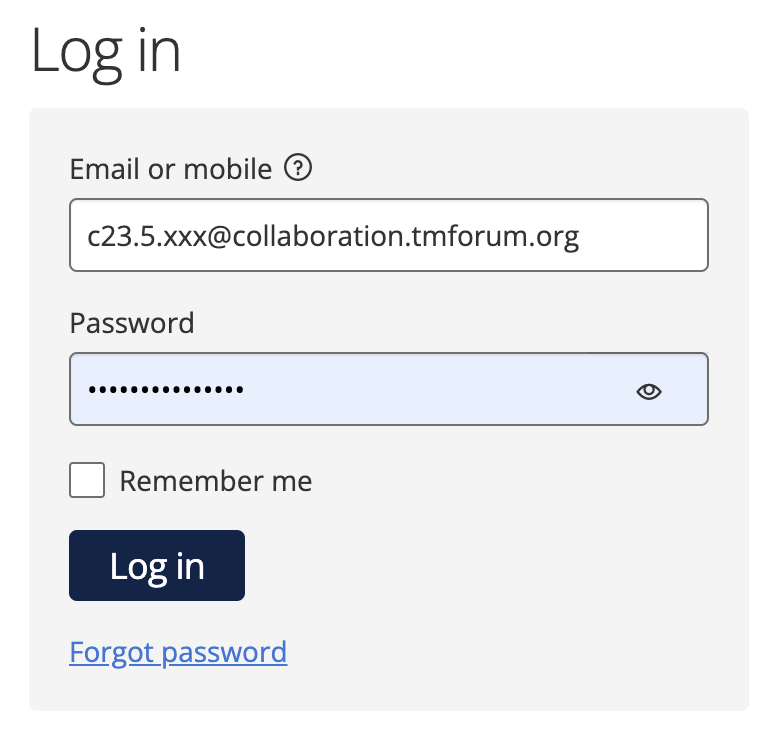 Log in
Email or mobile ?
c23.5.xxx@collaboration.tmforum.org
Password
•••••••••••••••
Remember me
Log in
Forgot password